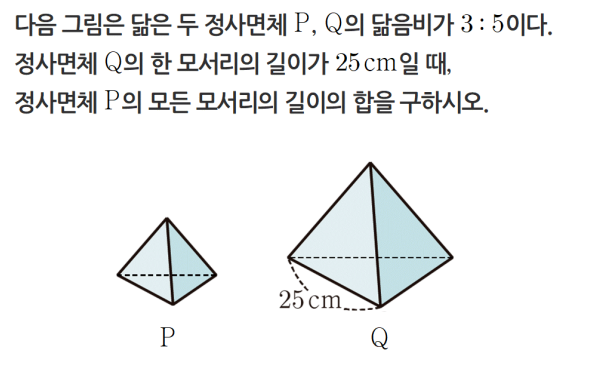 다음 그림은 닮은 두 정사면체 P, Q의 닮음비가 3 : 5이다.
정사면체 Q의 한 모서리의 길이가 25 cm일 때,
정사면체 P의 모든 모서리의 길이의 합을 구하시오.
25 cm
P
Q